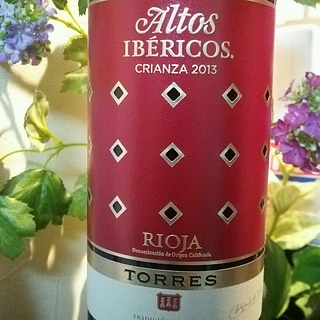 Altos
IBÉRICOS.
CRIANZA 2013
RIOJA
Denominación de Origen Calificada
TORRES